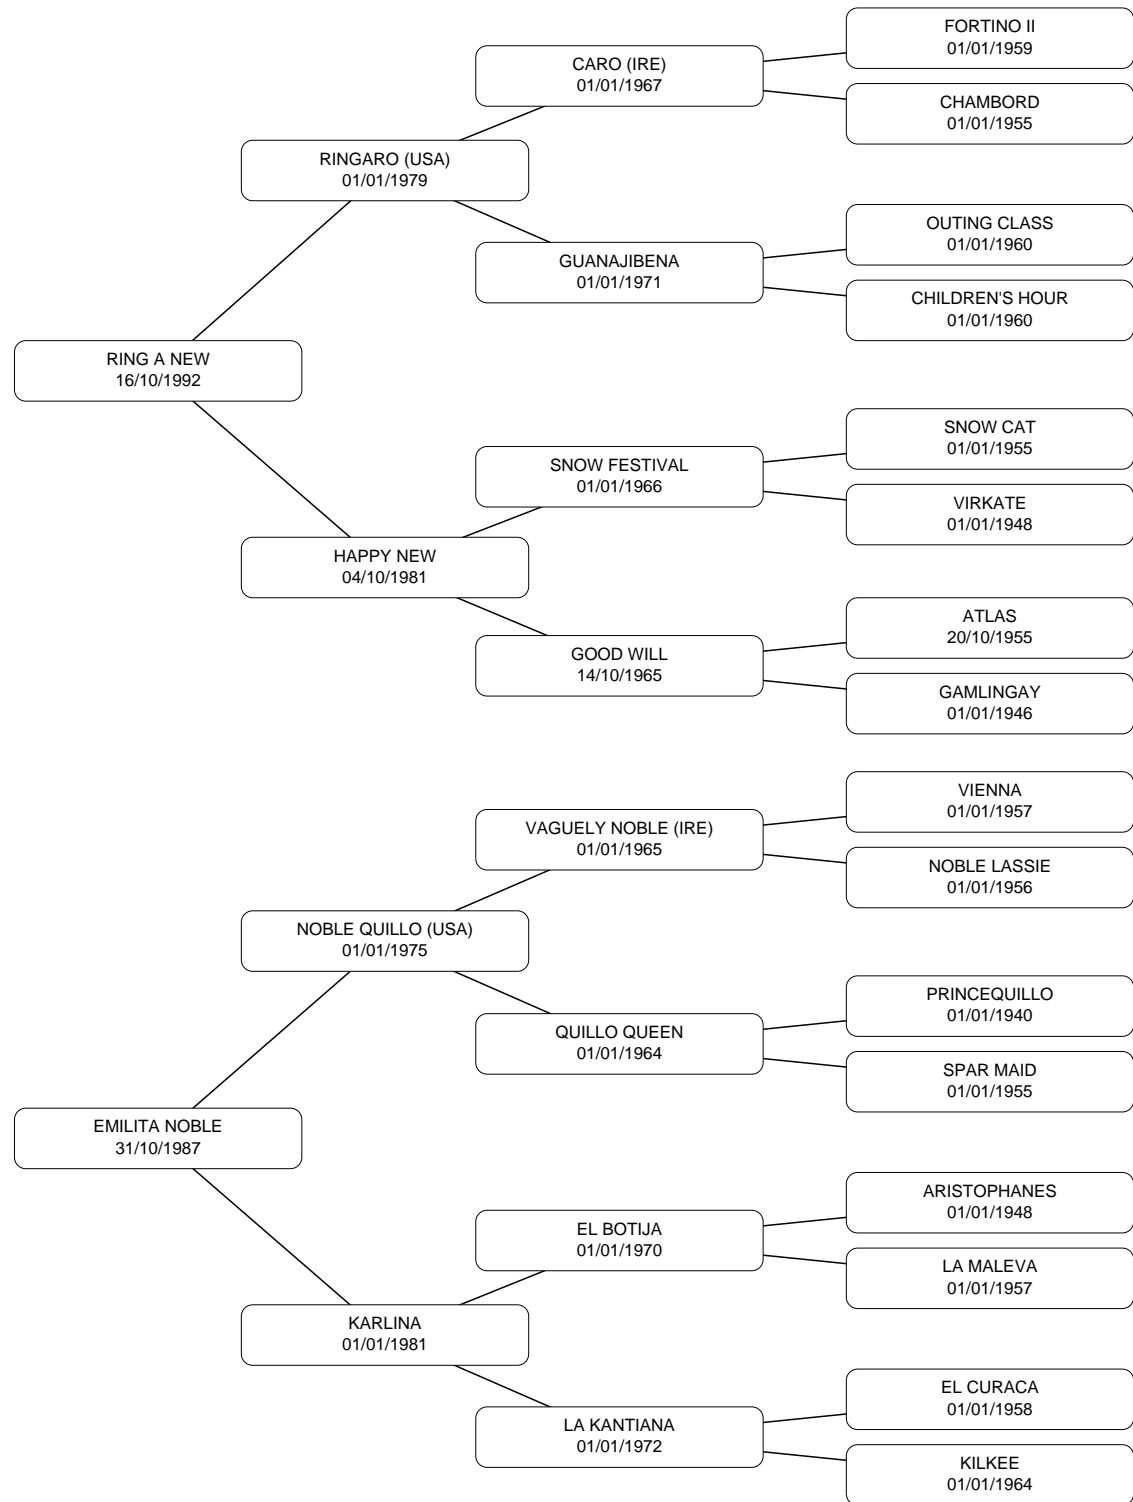 FORTINO II
01/01/1959
CARO (IRE)
01/01/1967
CHAMBORD
01/01/1955
RINGARO (USA)
01/01/1979
OUTING CLASS
01/01/1960
GUANAJIBENA
01/01/1971
CHILDREN'S HOUR
01/01/1960
RING A NEW
16/10/1992
SNOW CAT
01/01/1955
SNOW FESTIVAL
01/01/1966
VIRKATE
01/01/1948
HAPPY NEW
04/10/1981
ATLAS
20/10/1955
GOOD WILL
14/10/1965
GAMLINGAY
01/01/1946
VIENNA
01/01/1957
VAGUELY NOBLE (IRE)
01/01/1965
NOBLE LASSIE
01/01/1956
NOBLE QUILLO (USA)
01/01/1975
PRINCEQUILLO
01/01/1940
QUILLO QUEEN
01/01/1964
SPAR MAID
01/01/1955
EMILITA NOBLE
31/10/1987
ARISTOPHANES
01/01/1948
EL BOTIJA
01/01/1970
LA MALEVA
01/01/1957
KARLINA
01/01/1981
EL CURACA
01/01/1958
LA KANTIANA
01/01/1972
KILKEE
01/01/1964